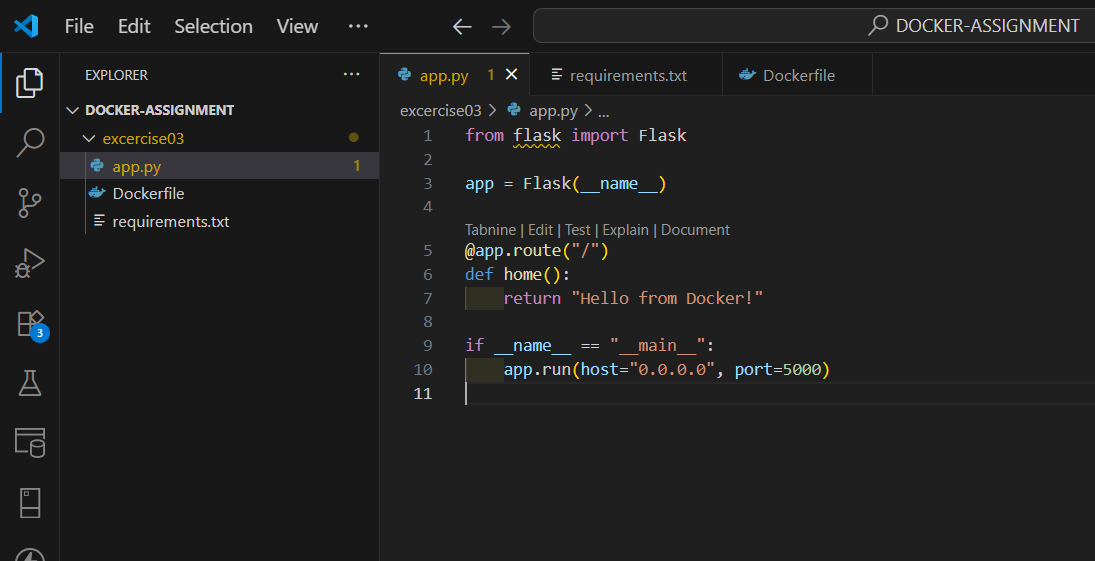 File Edit Selection View ··· DOCKER-ASSIGNMENT
EXPLORER ···
DOCKER-ASSIGNMENT
excercise03
app.py 1
Dockerfile
requirements.txt
3
app.py 1 requirements.txt Dockerfile
excercise03 > app.py > ...
1 from flask import Flask
2
3 app = Flask(__name__)
4
Tabnine | Edit | Test | Explain | Document
5 @app.route("/")
6 def home():
7     return "Hello from Docker!"
8
9 if __name__ == "__main__":
10     app.run(host="0.0.0.0", port=5000)
11